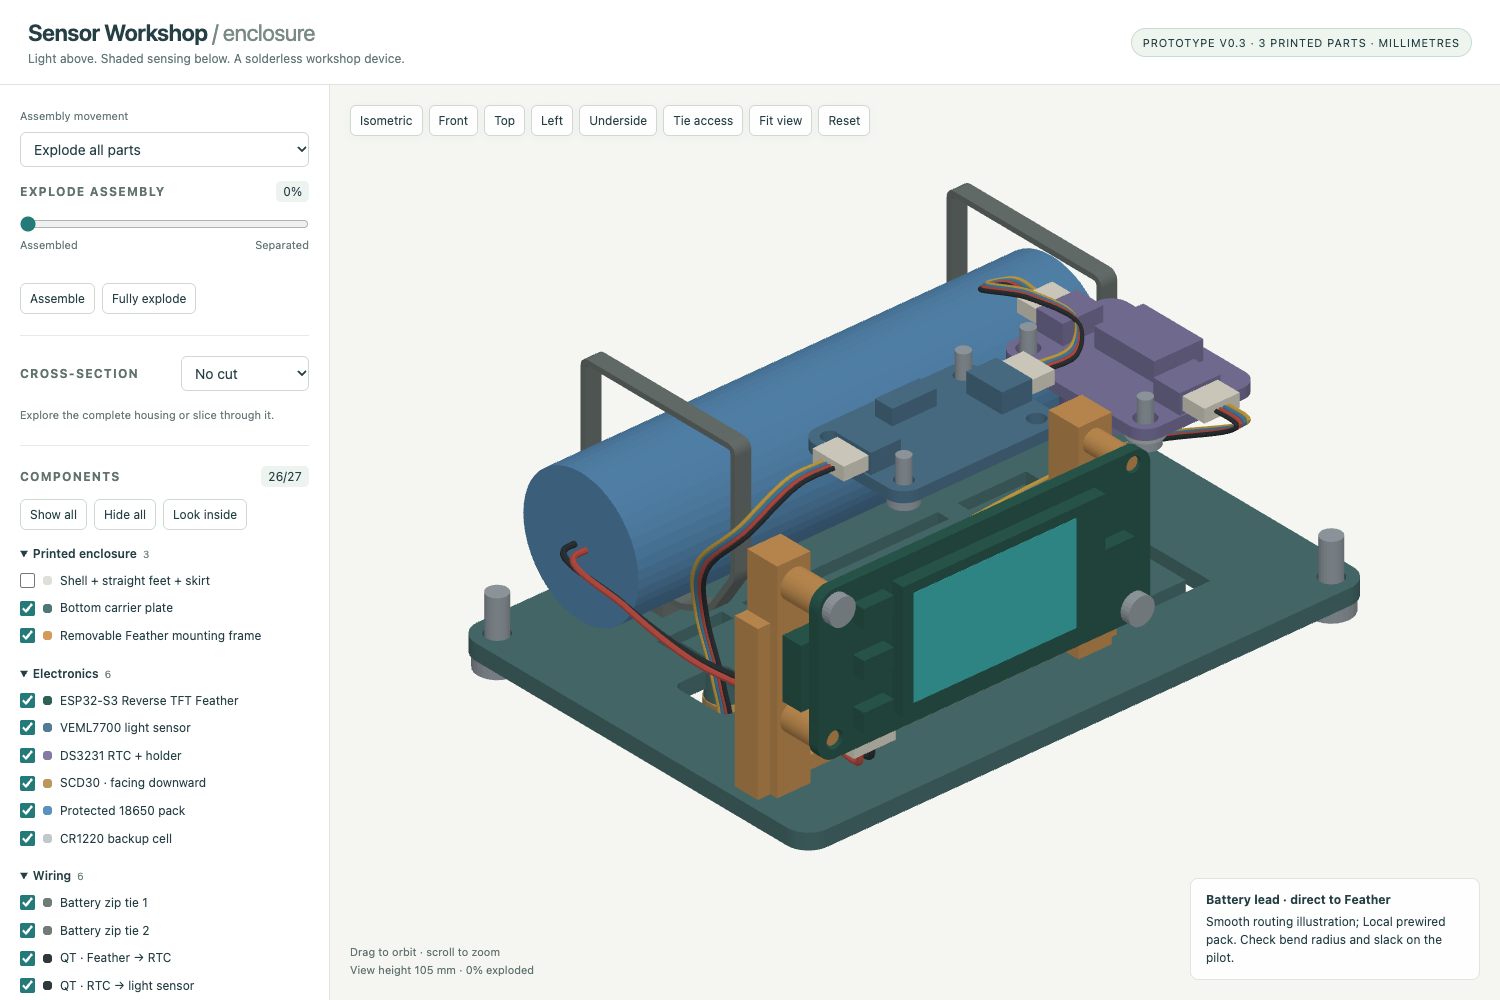 Sensor Workshop / enclosure
Light above. Shaded sensing below. A solderless workshop device.
PROTOTYPE V0.3 · 3 PRINTED PARTS · MILLIMETRES
Assembly movement
Explode all parts
EXPLODE ASSEMBLY 0%
Assembled Separated
Assemble Fully explode
CROSS-SECTION No cut
Explore the complete housing or slice through it.
COMPONENTS 26/27
Show all Hide all Look inside
▼ Printed enclosure 3
Shell + straight feet + skirt
Bottom carrier plate
Removable Feather mounting frame
▼ Electronics 6
ESP32-S3 Reverse TFT Feather
VEML7700 light sensor
DS3231 RTC + holder
SCD30 · facing downward
Protected 18650 pack
CR1220 backup cell
▼ Wiring 6
Battery zip tie 1
Battery zip tie 2
QT · Feather → RTC
QT · RTC → light sensor
Isometric Front Top Left Underside Tie access Fit view Reset
Drag to orbit · scroll to zoom
View height 105 mm · 0% exploded
Battery lead · direct to Feather
Smooth routing illustration; Local prewired
pack. Check bend radius and slack on the
pilot.